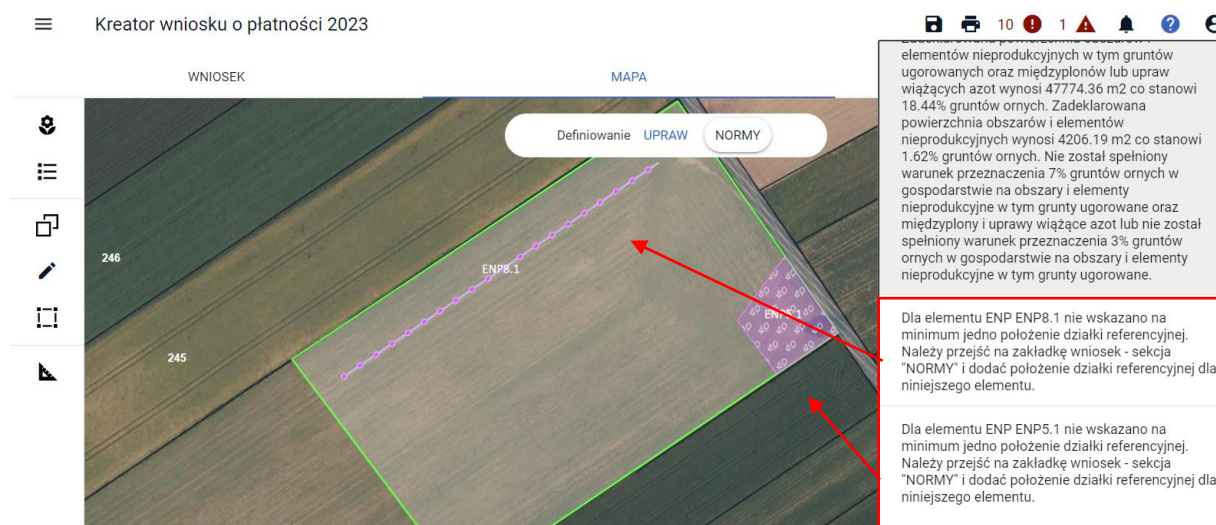 Kreator wniosku o płatności 2023
10
1
WNIOSEK
MAPA
Definiowanie UPRAW NORMY
246
245
ENP8.1
ENP5.1
elementów nieprodukcyjnych w tym gruntów
ugorowanych oraz międzyplonów lub upraw
wiążących azot wynosi 47774.36 m2 co stanowi
18.44% gruntów ornych. Zadeklarowana
powierzchnia obszarów i elementów
nieprodukcyjnych wynosi 4206.19 m2 co stanowi
1.62% gruntów ornych. Nie został spełniony
warunek przeznaczenia 7% gruntów ornych w
gospodarstwie na obszary i elementy
nieprodukcyjne w tym grunty ugorowane oraz
międzyplony i uprawy wiążące azot lub nie został
spełniony warunek przeznaczenia 3% gruntów
ornych w gospodarstwie na obszary i elementy
nieprodukcyjne w tym grunty ugorowane.
Dla elementu ENP ENP8.1 nie wskazano na
minimum jedno położenie działki referencyjnej.
Należy przejść na zakładkę wniosek - sekcja
"NORMY" i dodać położenie działki referencyjnej dla
niniejszego elementu.
Dla elementu ENP ENP5.1 nie wskazano na
minimum jedno położenie działki referencyjnej.
Należy przejść na zakładkę wniosek - sekcja
"NORMY" i dodać położenie działki referencyjnej dla
niniejszego elementu.